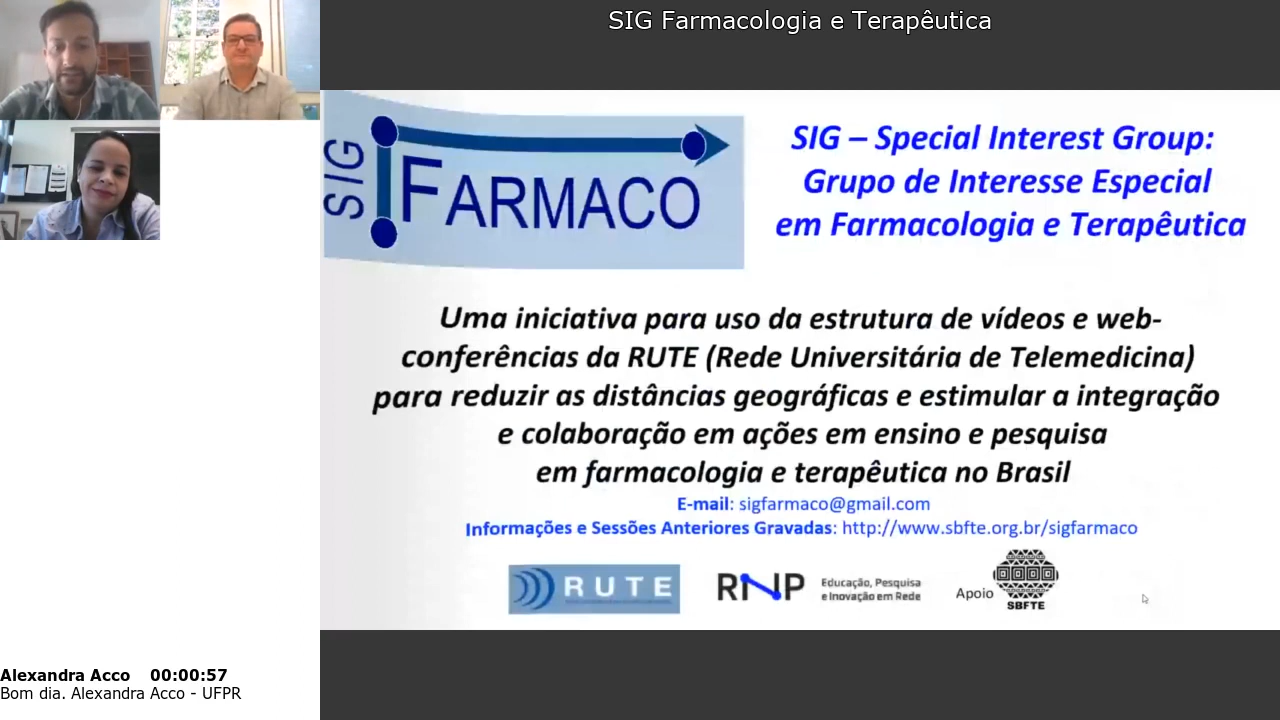 SIG Farmacologia e Terapêutica
SIG
FARMACO
SIG – Special Interest Group:
Grupo de Interesse Especial
em Farmacologia e Terapêutica
Uma iniciativa para uso da estrutura de vídeos e web-
conferências da RUTE (Rede Universitária de Telemedicina)
para reduzir as distâncias geográficas e estimular a integração
e colaboração em ações em ensino e pesquisa
em farmacologia e terapêutica no Brasil
E-mail: sigfarmaco@gmail.com
Informações e Sessões Anteriores Gravadas: http://www.sbfte.org.br/sigfarmaco
RUTE
RNP
Educação, Pesquisa
e Inovação em Rede
Apoio
SBFTE
Alexandra Acco 00:00:57
Bom dia. Alexandra Acco - UFPR